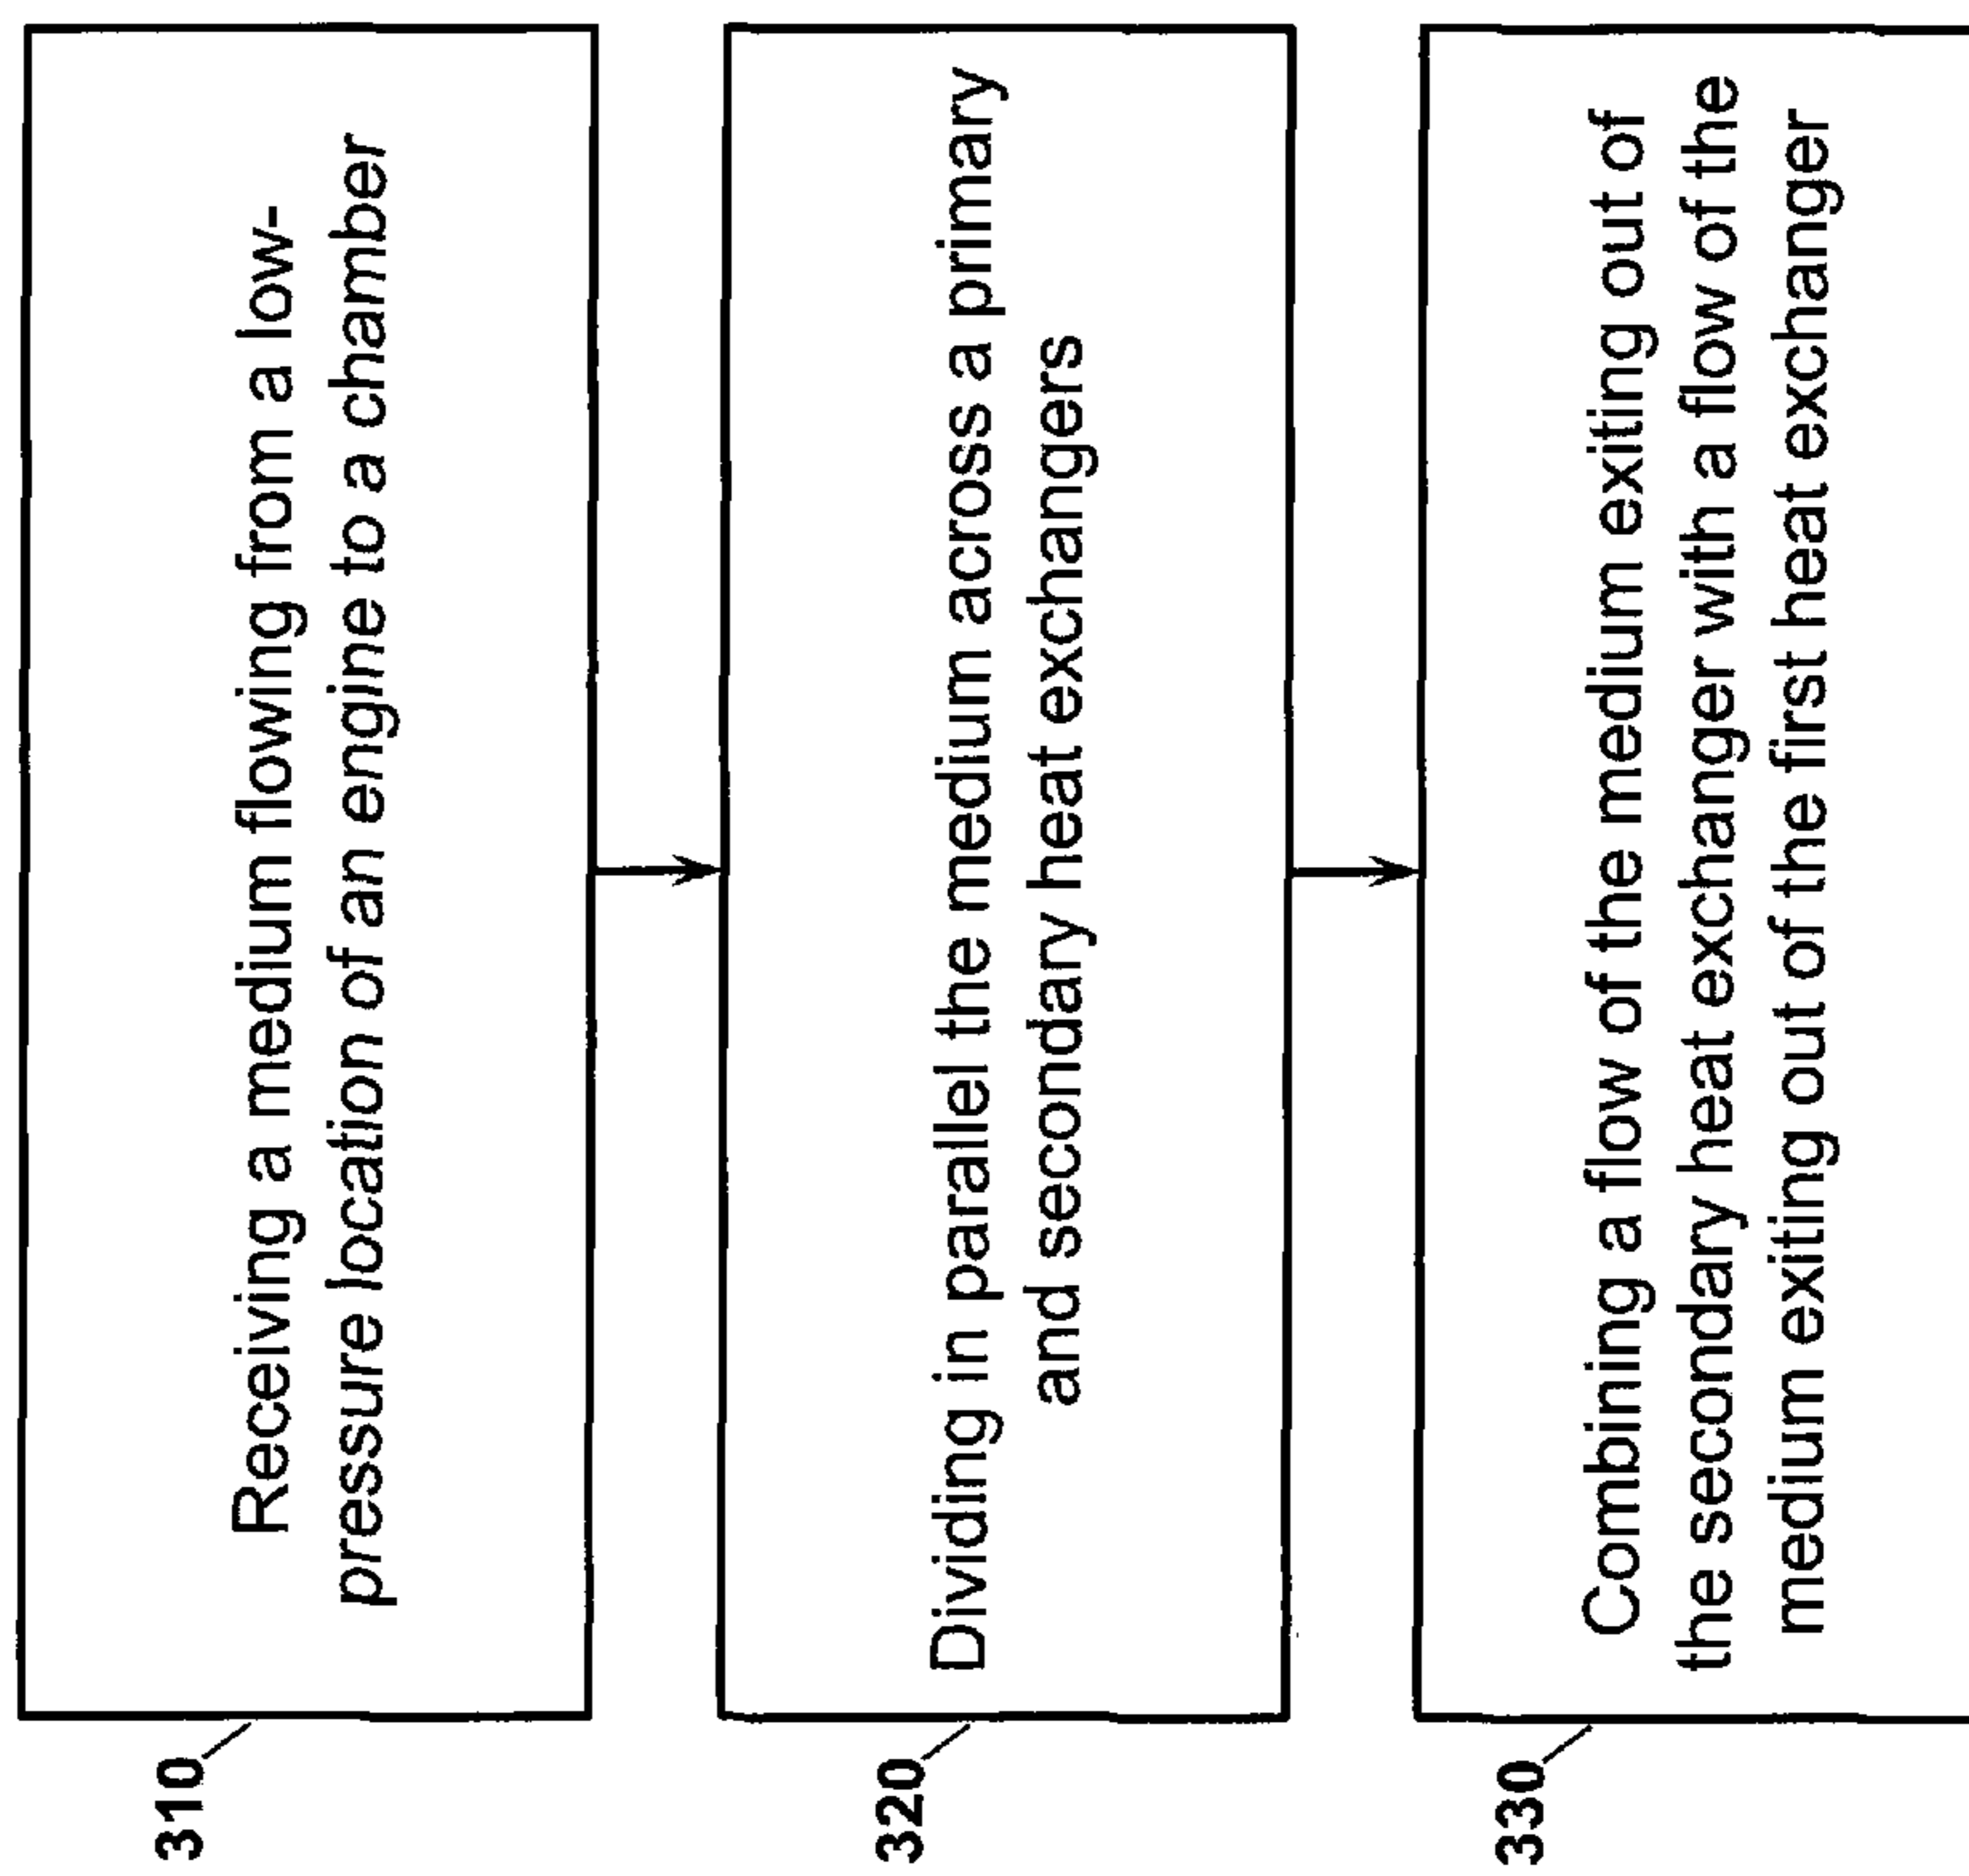 310
Receiving a medium flowing from a low-
pressure location of an engine to a chamber
320
Dividing in parallel the medium across a primary
and secondary heat exchangers
330
Combining a flow of the medium exiting out of
the secondary heat exchanger with a flow of the
medium exiting out of the first heat exchanger